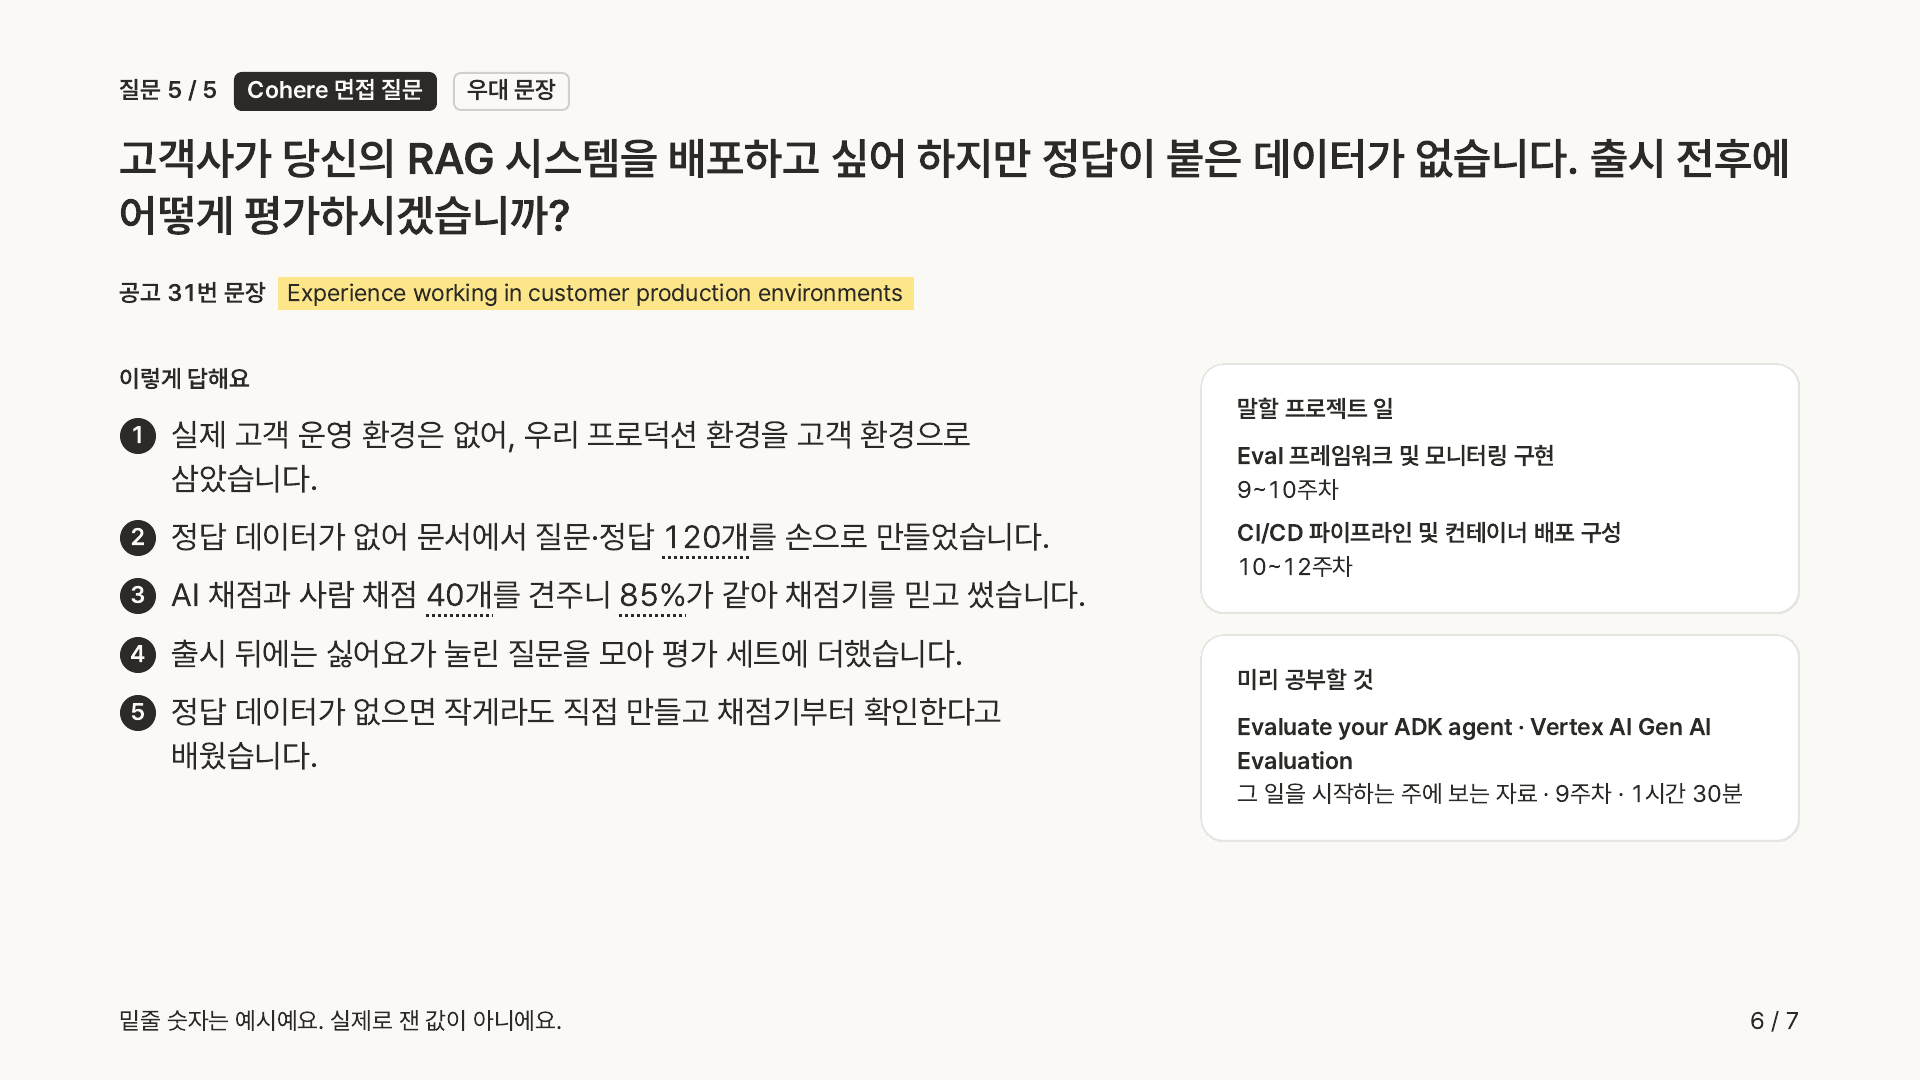 질문 5 / 5 Cohere 면접 질문 우대 문장
고객사가 당신의 RAG 시스템을 배포하고 싶어 하지만 정답이 붙은 데이터가 없습니다. 출시 전후에
어떻게 평가하시겠습니까?
공고 31번 문장 Experience working in customer production environments
이렇게 답해요
1 실제 고객 운영 환경은 없어, 우리 프로덕션 환경을 고객 환경으로
삼았습니다.
2 정답 데이터가 없어 문서에서 질문·정답 120개를 손으로 만들었습니다.
3 AI 채점과 사람 채점 40개를 견주니 85%가 같아 채점기를 믿고 썼습니다.
4 출시 뒤에는 싫어요가 눌린 질문을 모아 평가 세트에 더했습니다.
5 정답 데이터가 없으면 작게라도 직접 만들고 채점기부터 확인한다고
배웠습니다.
말할 프로젝트 일
Eval 프레임워크 및 모니터링 구현
9~10주차
CI/CD 파이프라인 및 컨테이너 배포 구성
10~12주차
미리 공부할 것
Evaluate your ADK agent · Vertex AI Gen AI
Evaluation
그 일을 시작하는 주에 보는 자료 · 9주차 · 1시간 30분
밑줄 숫자는 예시예요. 실제로 잰 값이 아니에요.
6 / 7